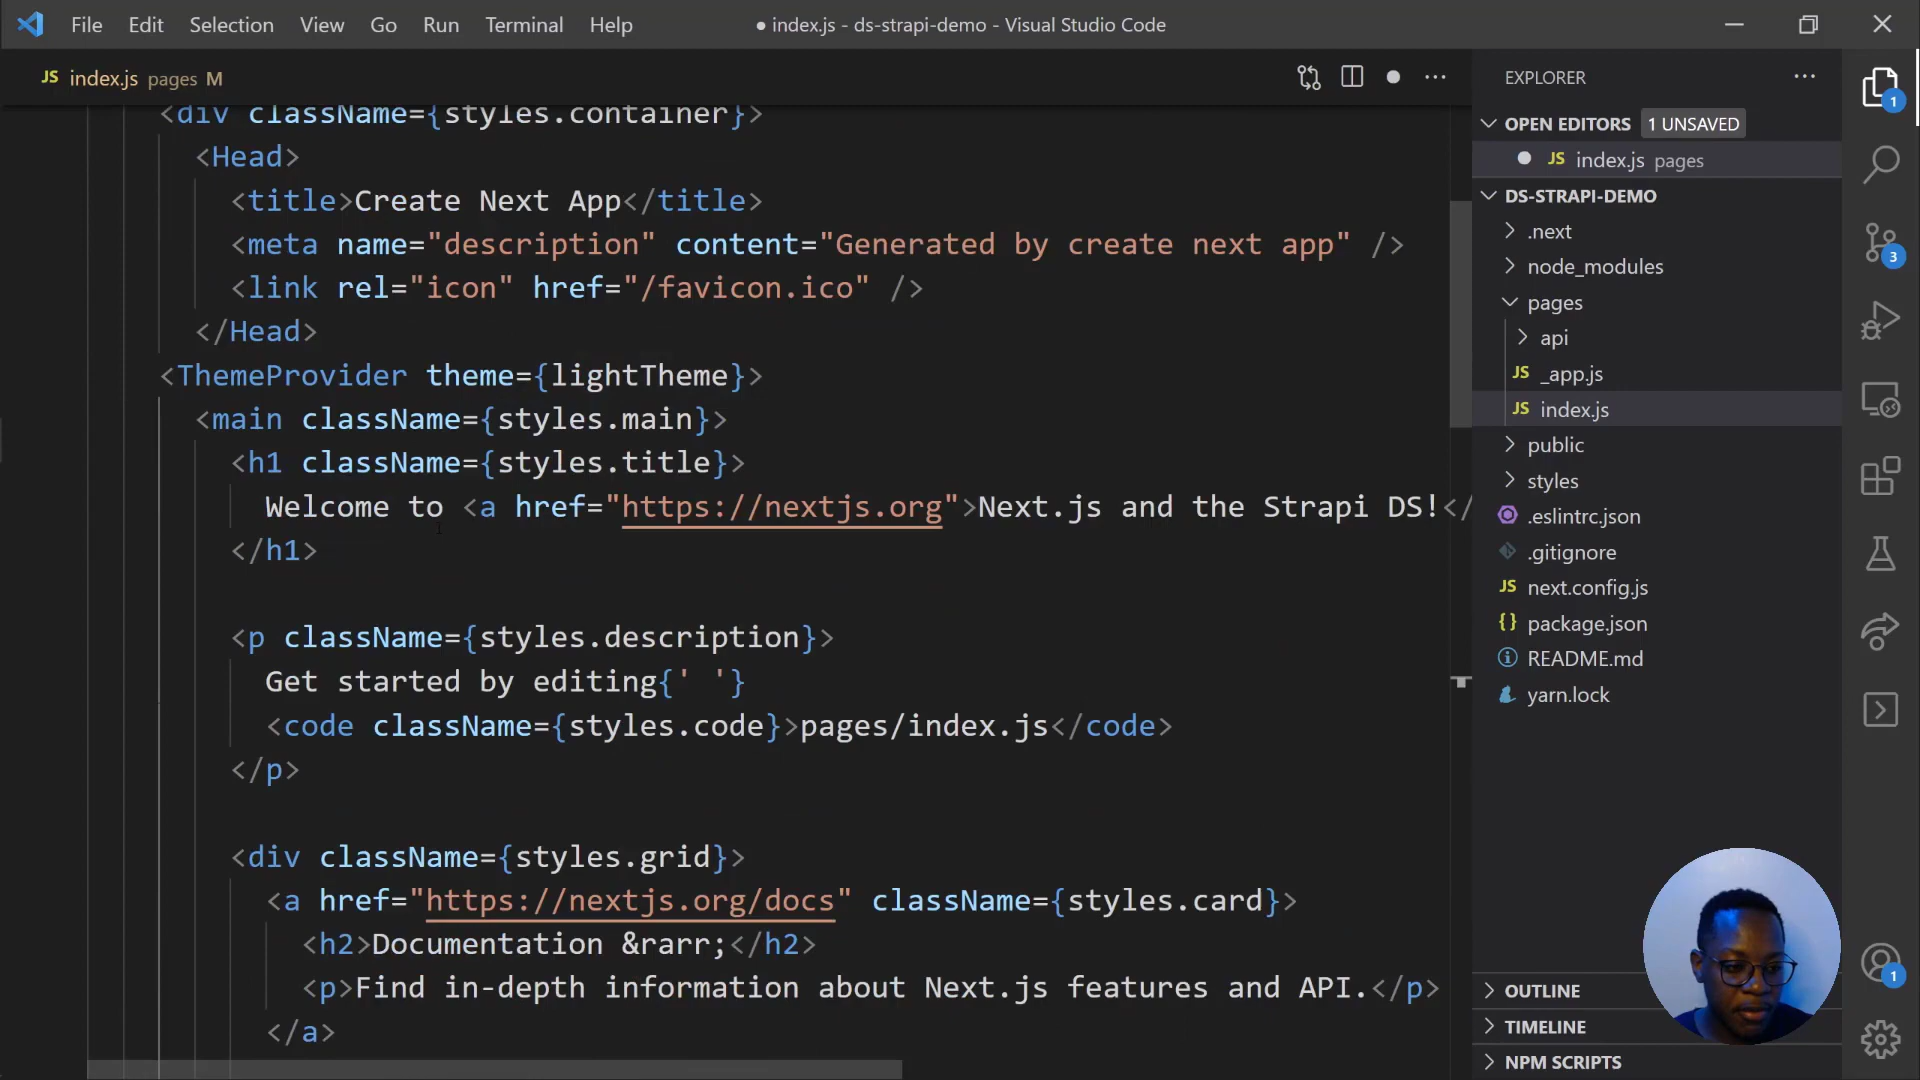 File Edit Selection View Go Run Terminal Help
● index.js - ds-strapi-demo - Visual Studio Code
JS index.js pages M
<div className={styles.container}>
<Head>
<title>Create Next App</title>
<meta name="description" content="Generated by create next app" />
<link rel="icon" href="/favicon.ico" />
</Head>
<ThemeProvider theme={lightTheme}>
<main className={styles.main}>
<h1 className={styles.title}>
Welcome to <a href="https://nextjs.org">Next.js and the Strapi DS!</
</h1>
<p className={styles.description}>
Get started by editing{' '}
<code className={styles.code}>pages/index.js</code>
</p>
<div className={styles.grid}>
<a href="https://nextjs.org/docs" className={styles.card}>
<h2>Documentation &rarr;</h2>
<p>Find in-depth information about Next.js features and API.</p>
</a>
EXPLORER
OPEN EDITORS 1 UNSAVED
● JS index.js pages
DS-STRAPI-DEMO
.next
node_modules
pages
api
JS _app.js
JS index.js
public
styles
.eslintrc.json
.gitignore
JS next.config.js
{} package.json
README.md
yarn.lock
OUTLINE
TIMELINE
NPM SCRIPTS
1
3
1